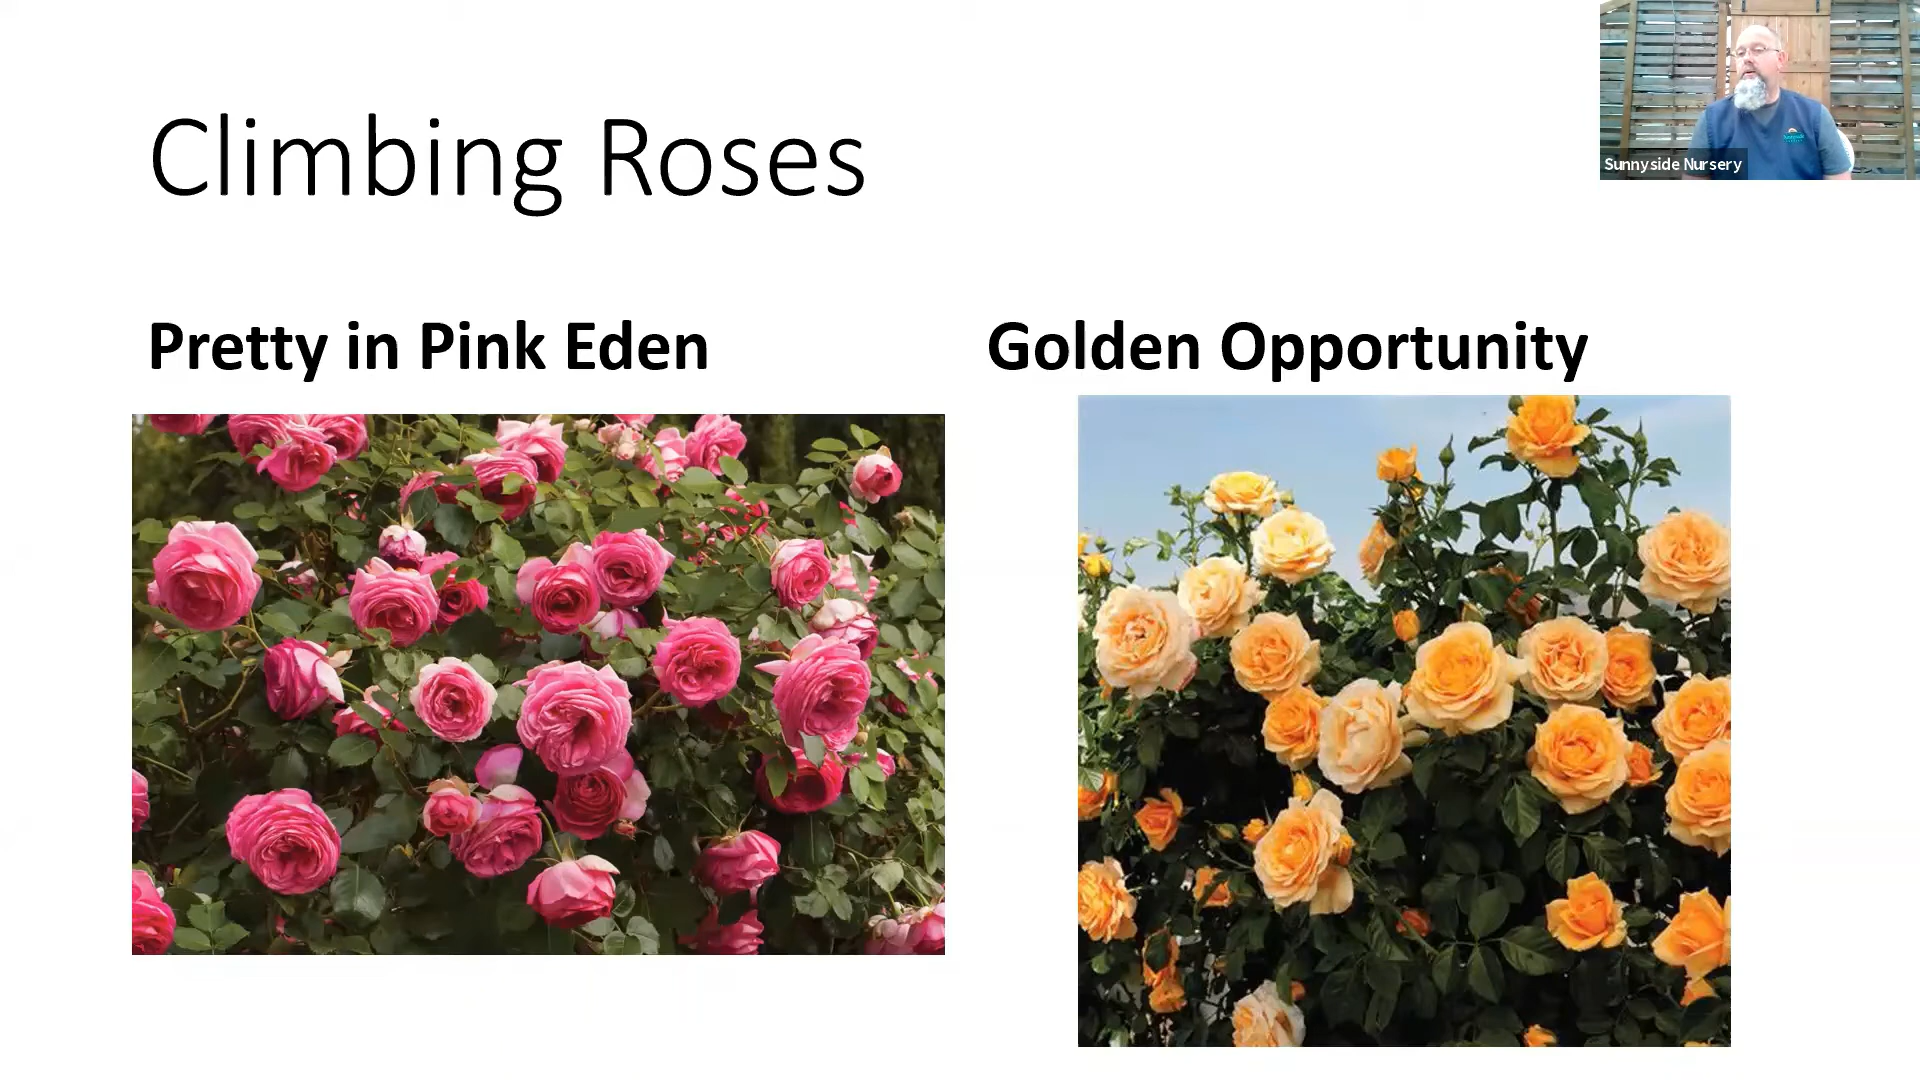 Climbing Roses
Sunnyside Nursery
Pretty in Pink Eden
Golden Opportunity